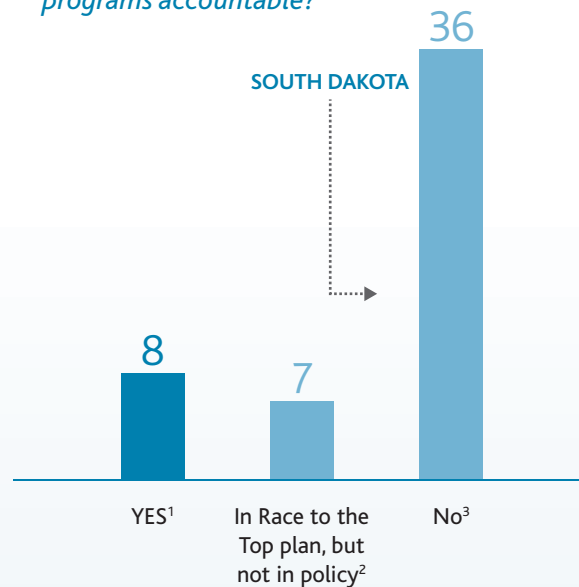 programs accountable?
36
SOUTH DAKOTA
8
7
YES¹
In Race to the
Top plan, but
not in policy²
No³